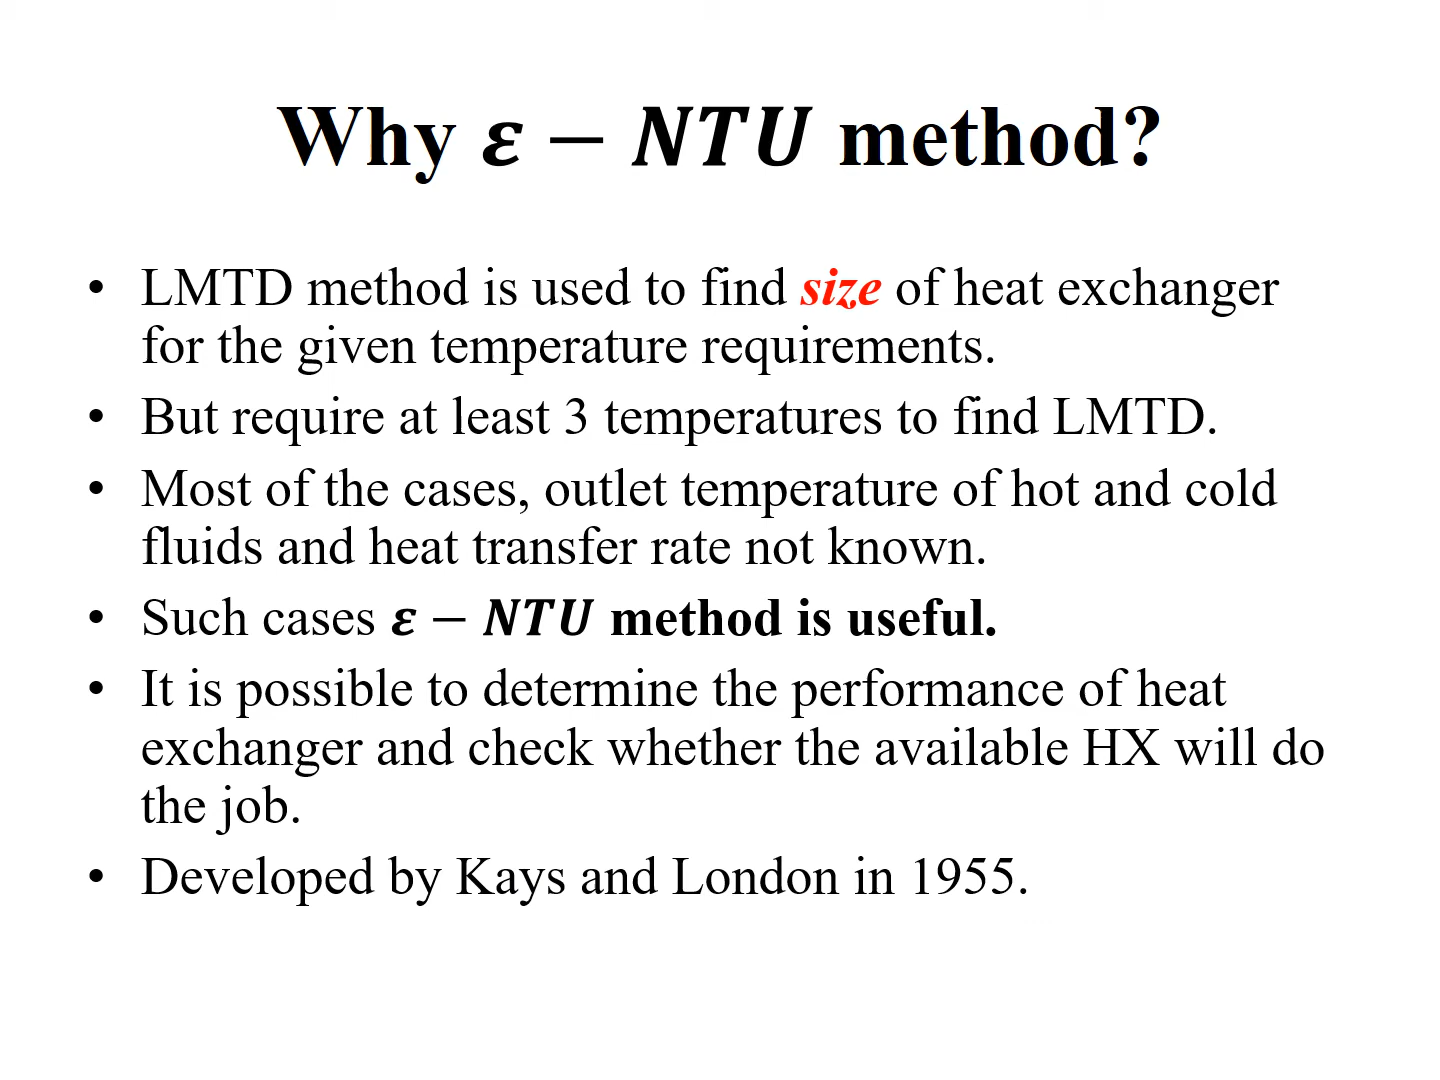 Why ε − NTU method?
• LMTD method is used to find size of heat exchanger
for the given temperature requirements.
• But require at least 3 temperatures to find LMTD.
• Most of the cases, outlet temperature of hot and cold
fluids and heat transfer rate not known.
• Such cases ε − NTU method is useful.
• It is possible to determine the performance of heat
exchanger and check whether the available HX will do
the job.
• Developed by Kays and London in 1955.